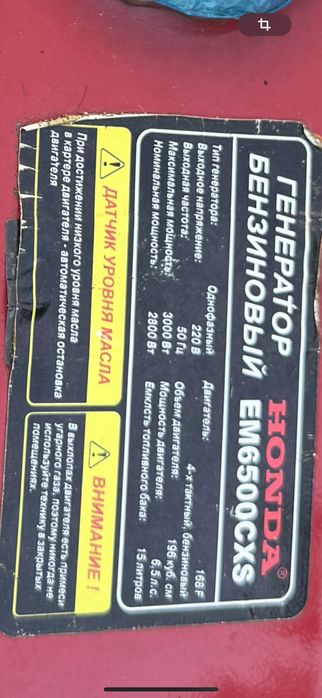 ГЕНЕРАТОР HONDA®
БЕНЗИНОВЫЙ EM6500CXS
Тип генератора: Однофазный
Выходное напряжение: 220 В
Выходная частота: 50 Гц
Максимальная мощность: 3000 Вт
Номинальная мощность: 2800 Вт
Двигатель: 168 F
4-х тактный, бензиновый
Объем двигателя: 196 куб. см
Мощность двигателя: 6,5 л.с.
Емкость топливного бака: 15 литров
ДАТЧИК УРОВНЯ МАСЛА
При достижении низкого уровня масла
в картере двигателя - автоматическая остановка
двигателя
ВНИМАНИЕ !
В выхлопах двигателя есть примеси
угарного газа, поэтому никогда не
используйте технику в закрытых
помещениях.